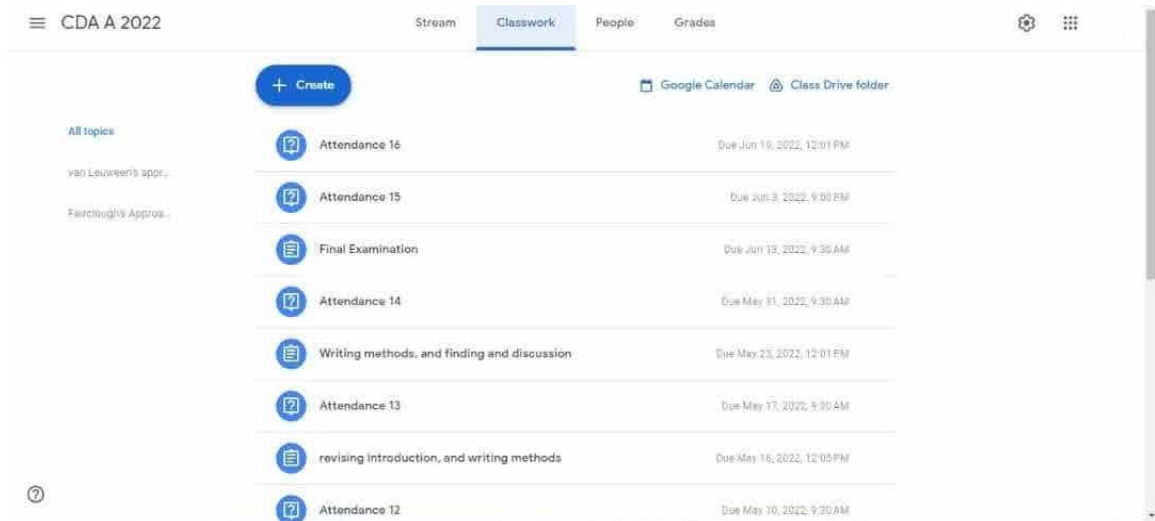 CDA A 2022 Stream Classwork People Grades
+ Create Google Calendar Class Drive folder
All topics
van Leuween's appr...
Fairclough's Approa...
Attendance 16 Due Jun 19, 2022, 12:01 PM
Attendance 15 Due Jun 3, 2022, 9:00 PM
Final Examination Due Jun 13, 2022, 9:30 AM
Attendance 14 Due May 31, 2022, 9:30 AM
Writing methods, and finding and discussion Due May 23, 2022, 12:01 PM
Attendance 13 Due May 17, 2022, 9:30 AM
revising introduction, and writing methods Due May 16, 2022, 12:05 PM
Attendance 12 Due May 10, 2022, 9:30 AM